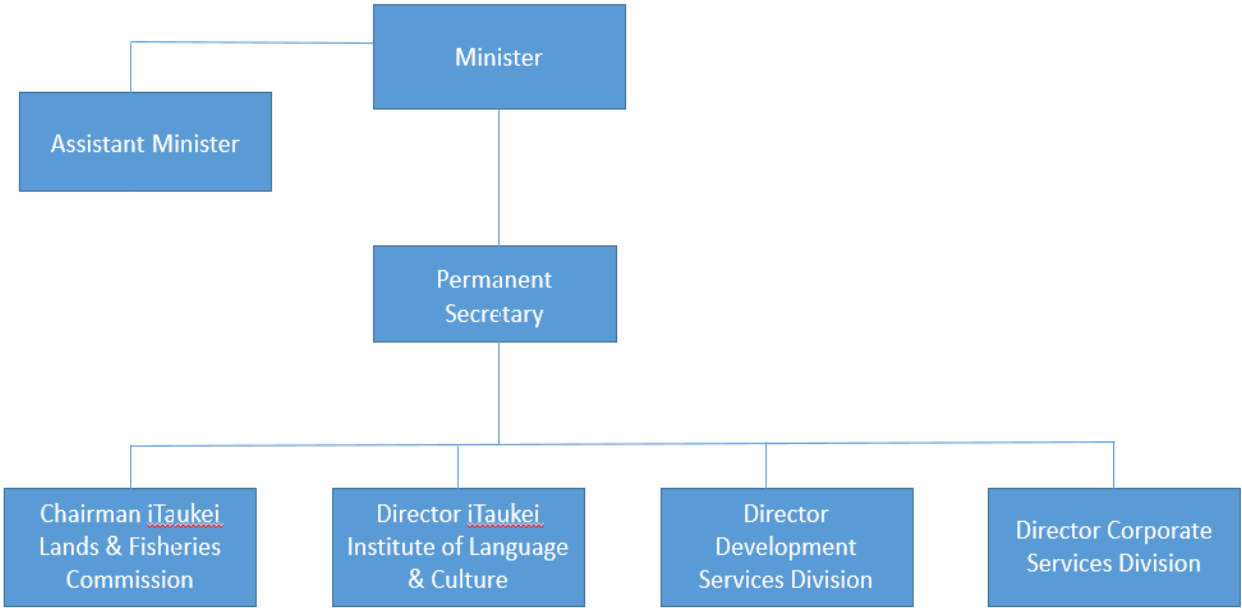 Minister
Assistant Minister
Permanent
Secretary
Chairman iTaukei
Lands & Fisheries
Commission
Director iTaukei
Institute of Language
& Culture
Director
Development
Services Division
Director Corporate
Services Division